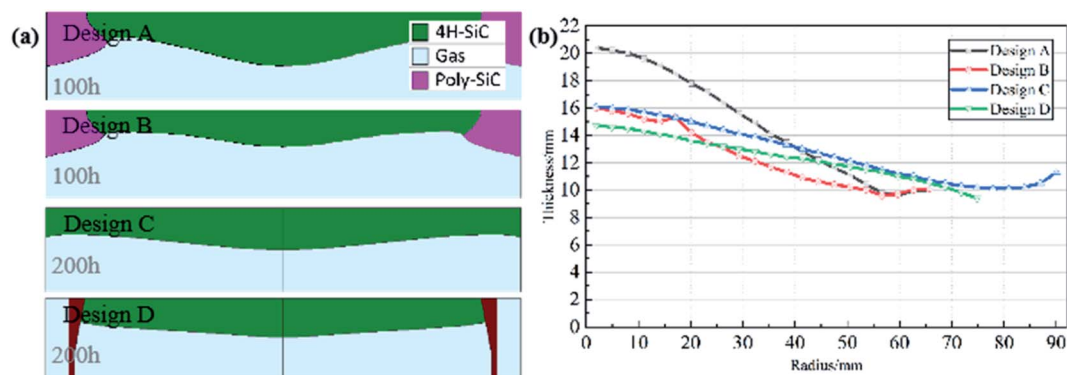 (a)
Design A
100h
4H-SiC
Gas
Poly-SiC
Design B
100h
Design C
200h
Design D
200h
(b)
22
20
18
16
14
12
10
8
6
4
2
0
Thickness/mm
0 10 20 30 40 50 60 70 80 90
Radius/mm
Design A
Design B
Design C
Design D